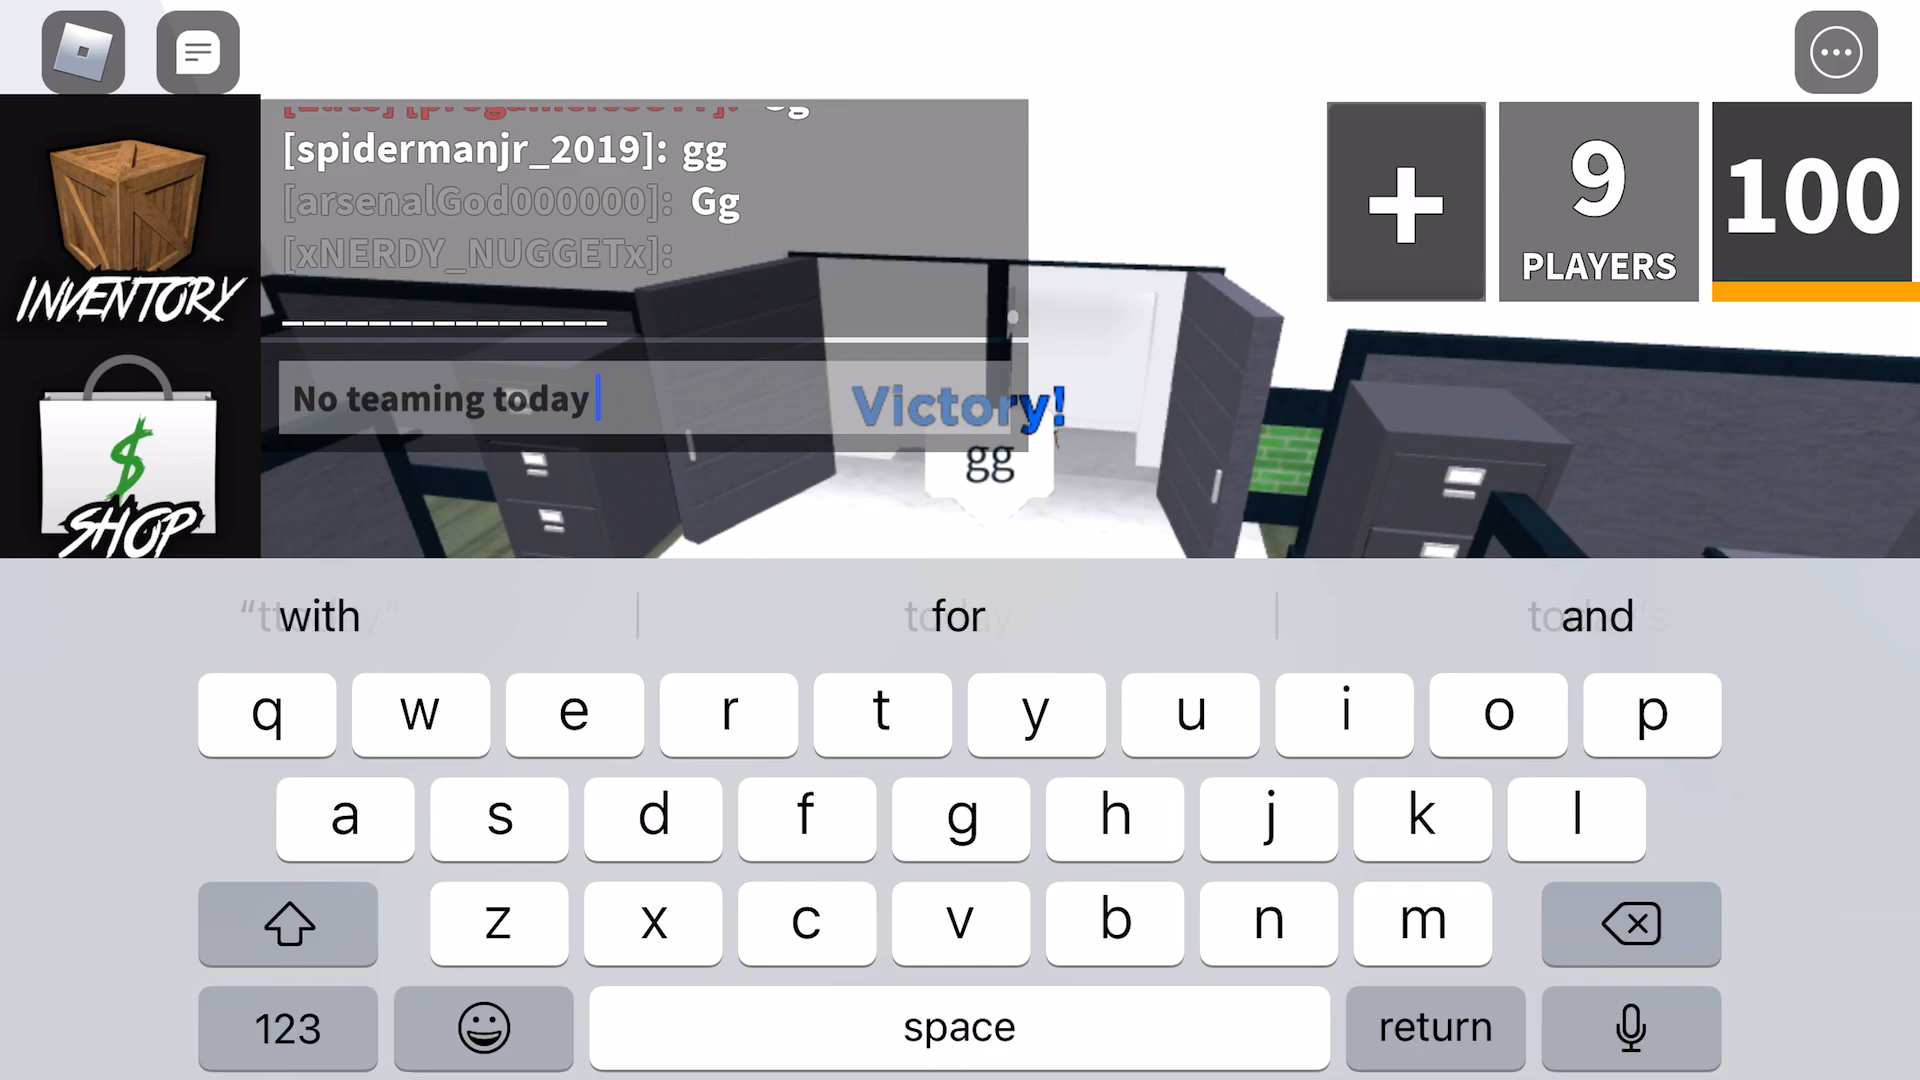 [spidermanjr_2019]: gg
[arsenalGod000000]: Gg
[xNERDY_NUGGETx]:
9
PLAYERS
100
INVENTORY
SHOP
No teaming today
Victory!
gg
with
for
and
q w e r t y u i o p
a s d f g h j k l
z x c v b n m
123
space
return